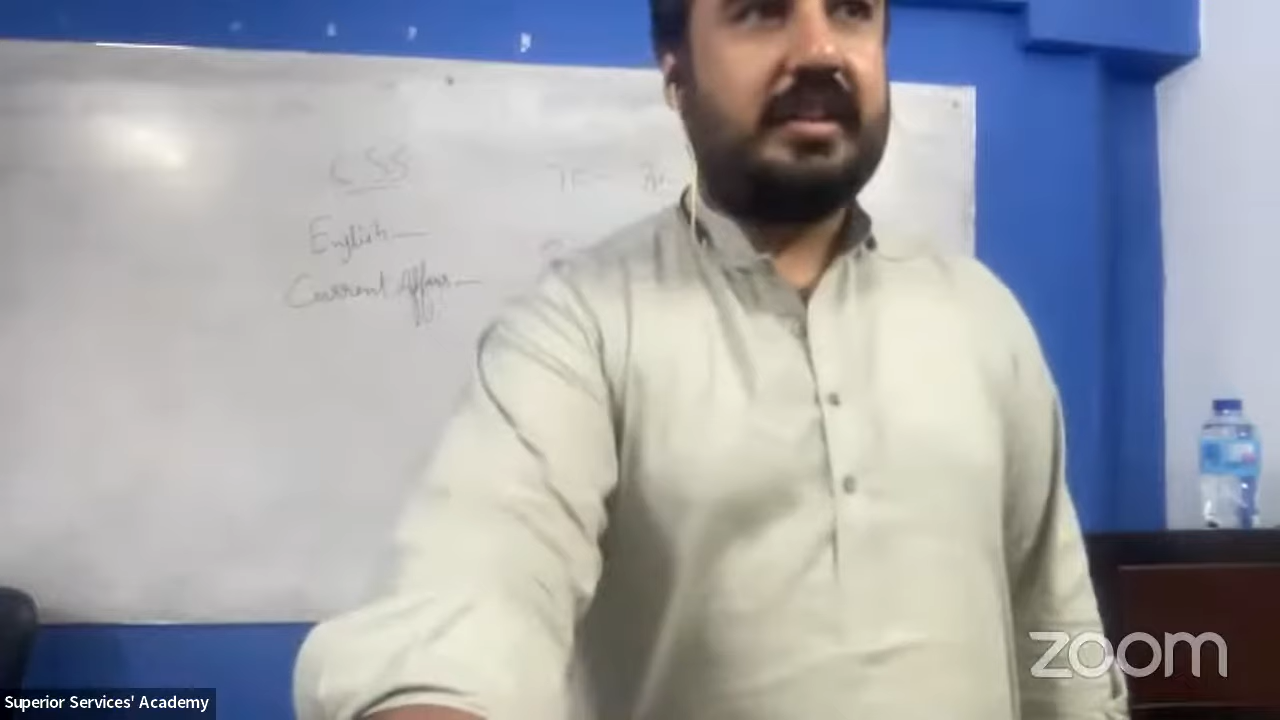 CSS
English —
Current Affairs —
zoom
Superior Services' Academy